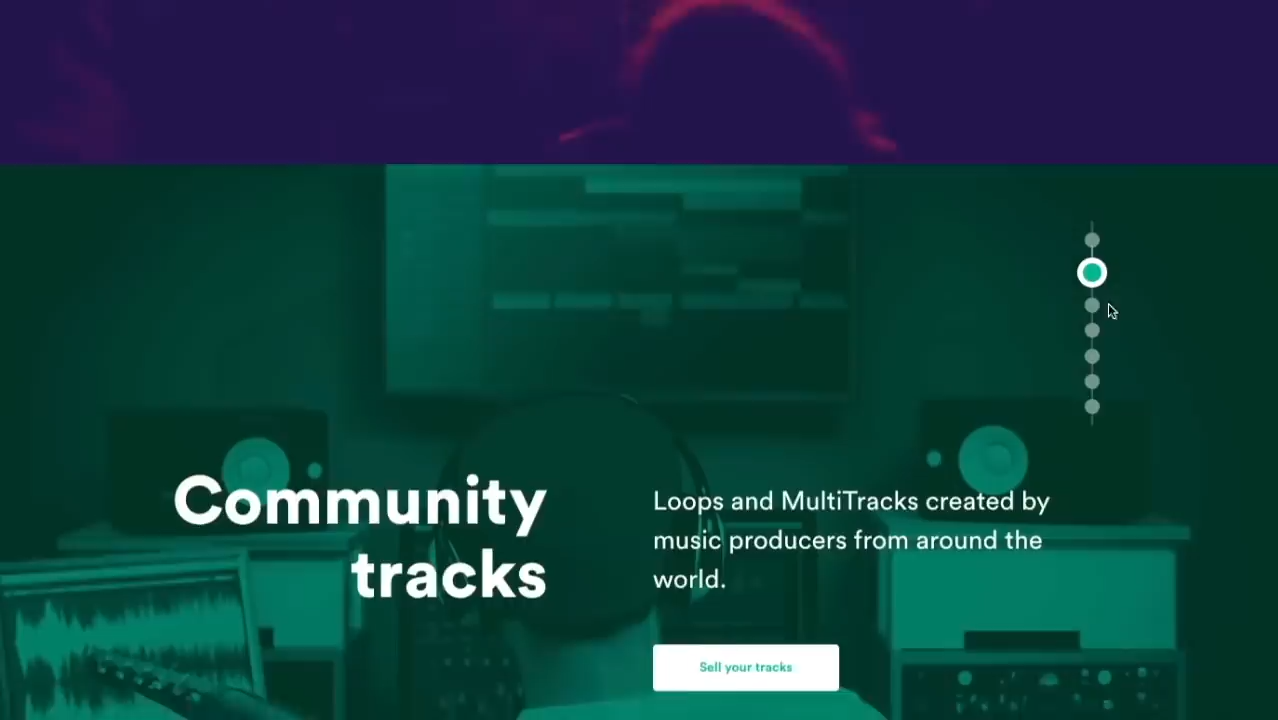 Community
tracks
Loops and MultiTracks created by
music producers from around the
world.
Sell your tracks